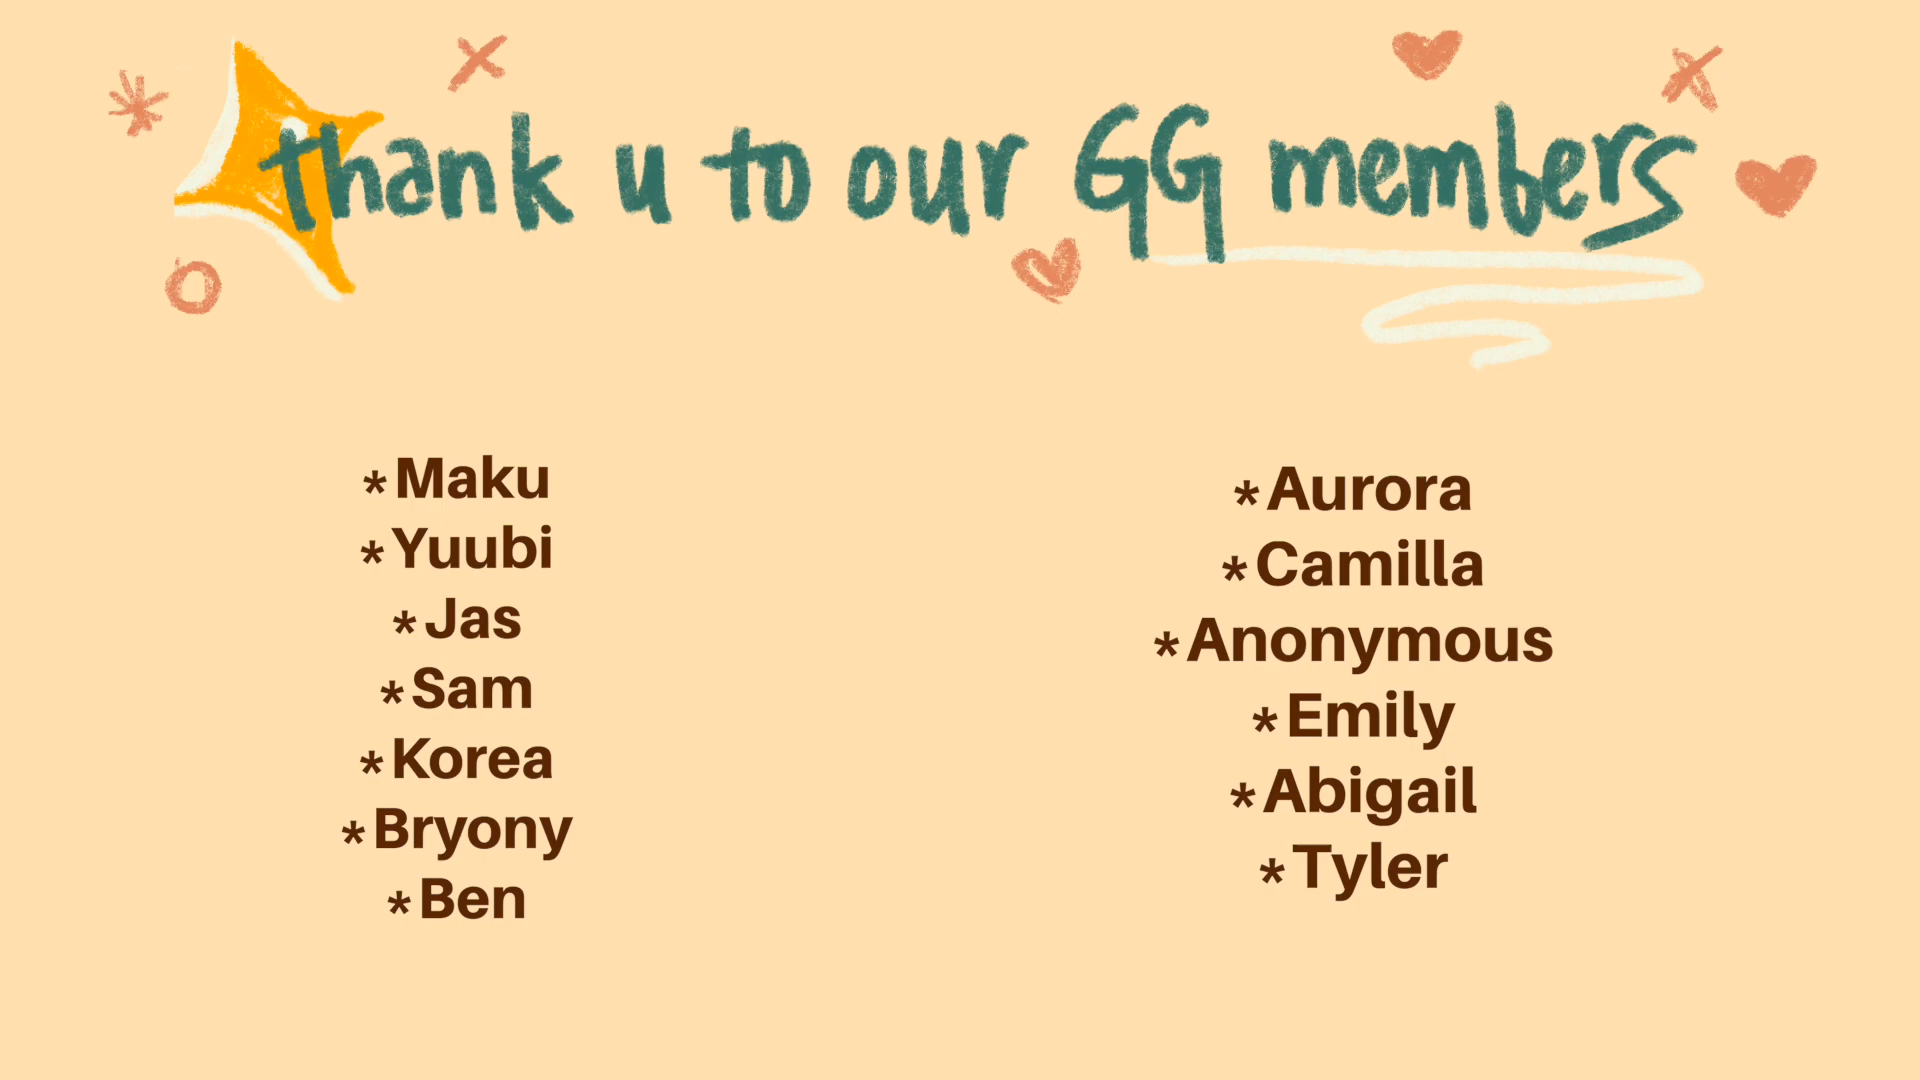 thank u to our GG members
*Maku
*Yuubi
*Jas
*Sam
*Korea
*Bryony
*Ben
*Aurora
*Camilla
*Anonymous
*Emily
*Abigail
*Tyler